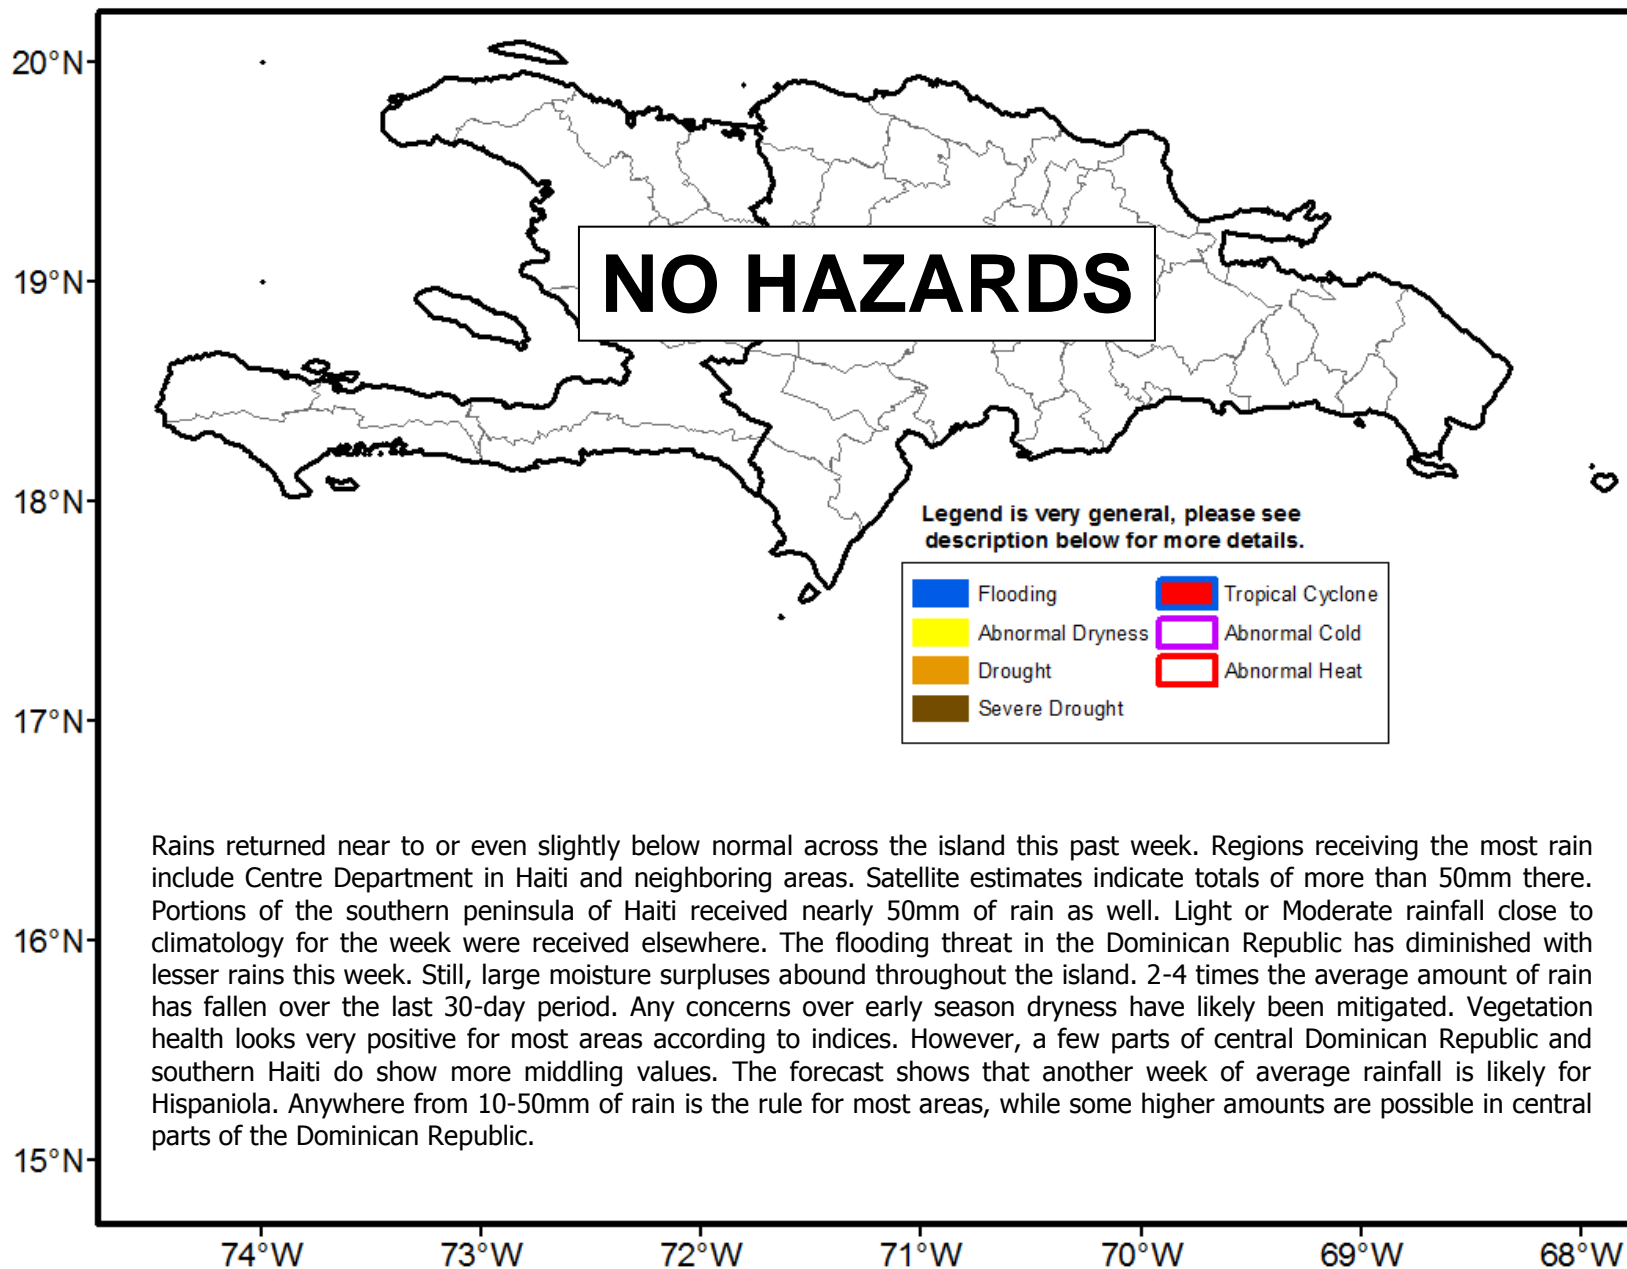 20°N
19°N
18°N
17°N
16°N
15°N
NO HAZARDS
Legend is very general, please see
description below for more details.
Flooding
Tropical Cyclone
Abnormal Dryness
Abnormal Cold
Drought
Abnormal Heat
Severe Drought
Rains returned near to or even slightly below normal across the island this past week. Regions receiving the most rain
include Centre Department in Haiti and neighboring areas. Satellite estimates indicate totals of more than 50mm there.
Portions of the southern peninsula of Haiti received nearly 50mm of rain as well. Light or Moderate rainfall close to
climatology for the week were received elsewhere. The flooding threat in the Dominican Republic has diminished with
lesser rains this week. Still, large moisture surpluses abound throughout the island. 2-4 times the average amount of rain
has fallen over the last 30-day period. Any concerns over early season dryness have likely been mitigated. Vegetation
health looks very positive for most areas according to indices. However, a few parts of central Dominican Republic and
southern Haiti do show more middling values. The forecast shows that another week of average rainfall is likely for
Hispaniola. Anywhere from 10-50mm of rain is the rule for most areas, while some higher amounts are possible in central
parts of the Dominican Republic.
74°W
73°W
72°W
71°W
70°W
69°W
68°W